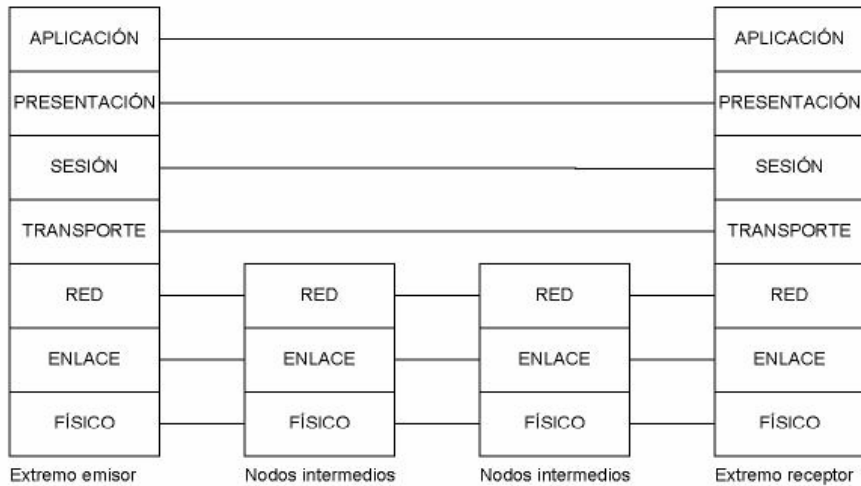 APLICACIÓN APLICACIÓN
PRESENTACIÓN PRESENTACIÓN
SESIÓN SESIÓN
TRANSPORTE TRANSPORTE
RED RED RED RED
ENLACE ENLACE ENLACE ENLACE
FÍSICO FÍSICO FÍSICO FÍSICO
Extremo emisor Nodos intermedios Nodos intermedios Extremo receptor